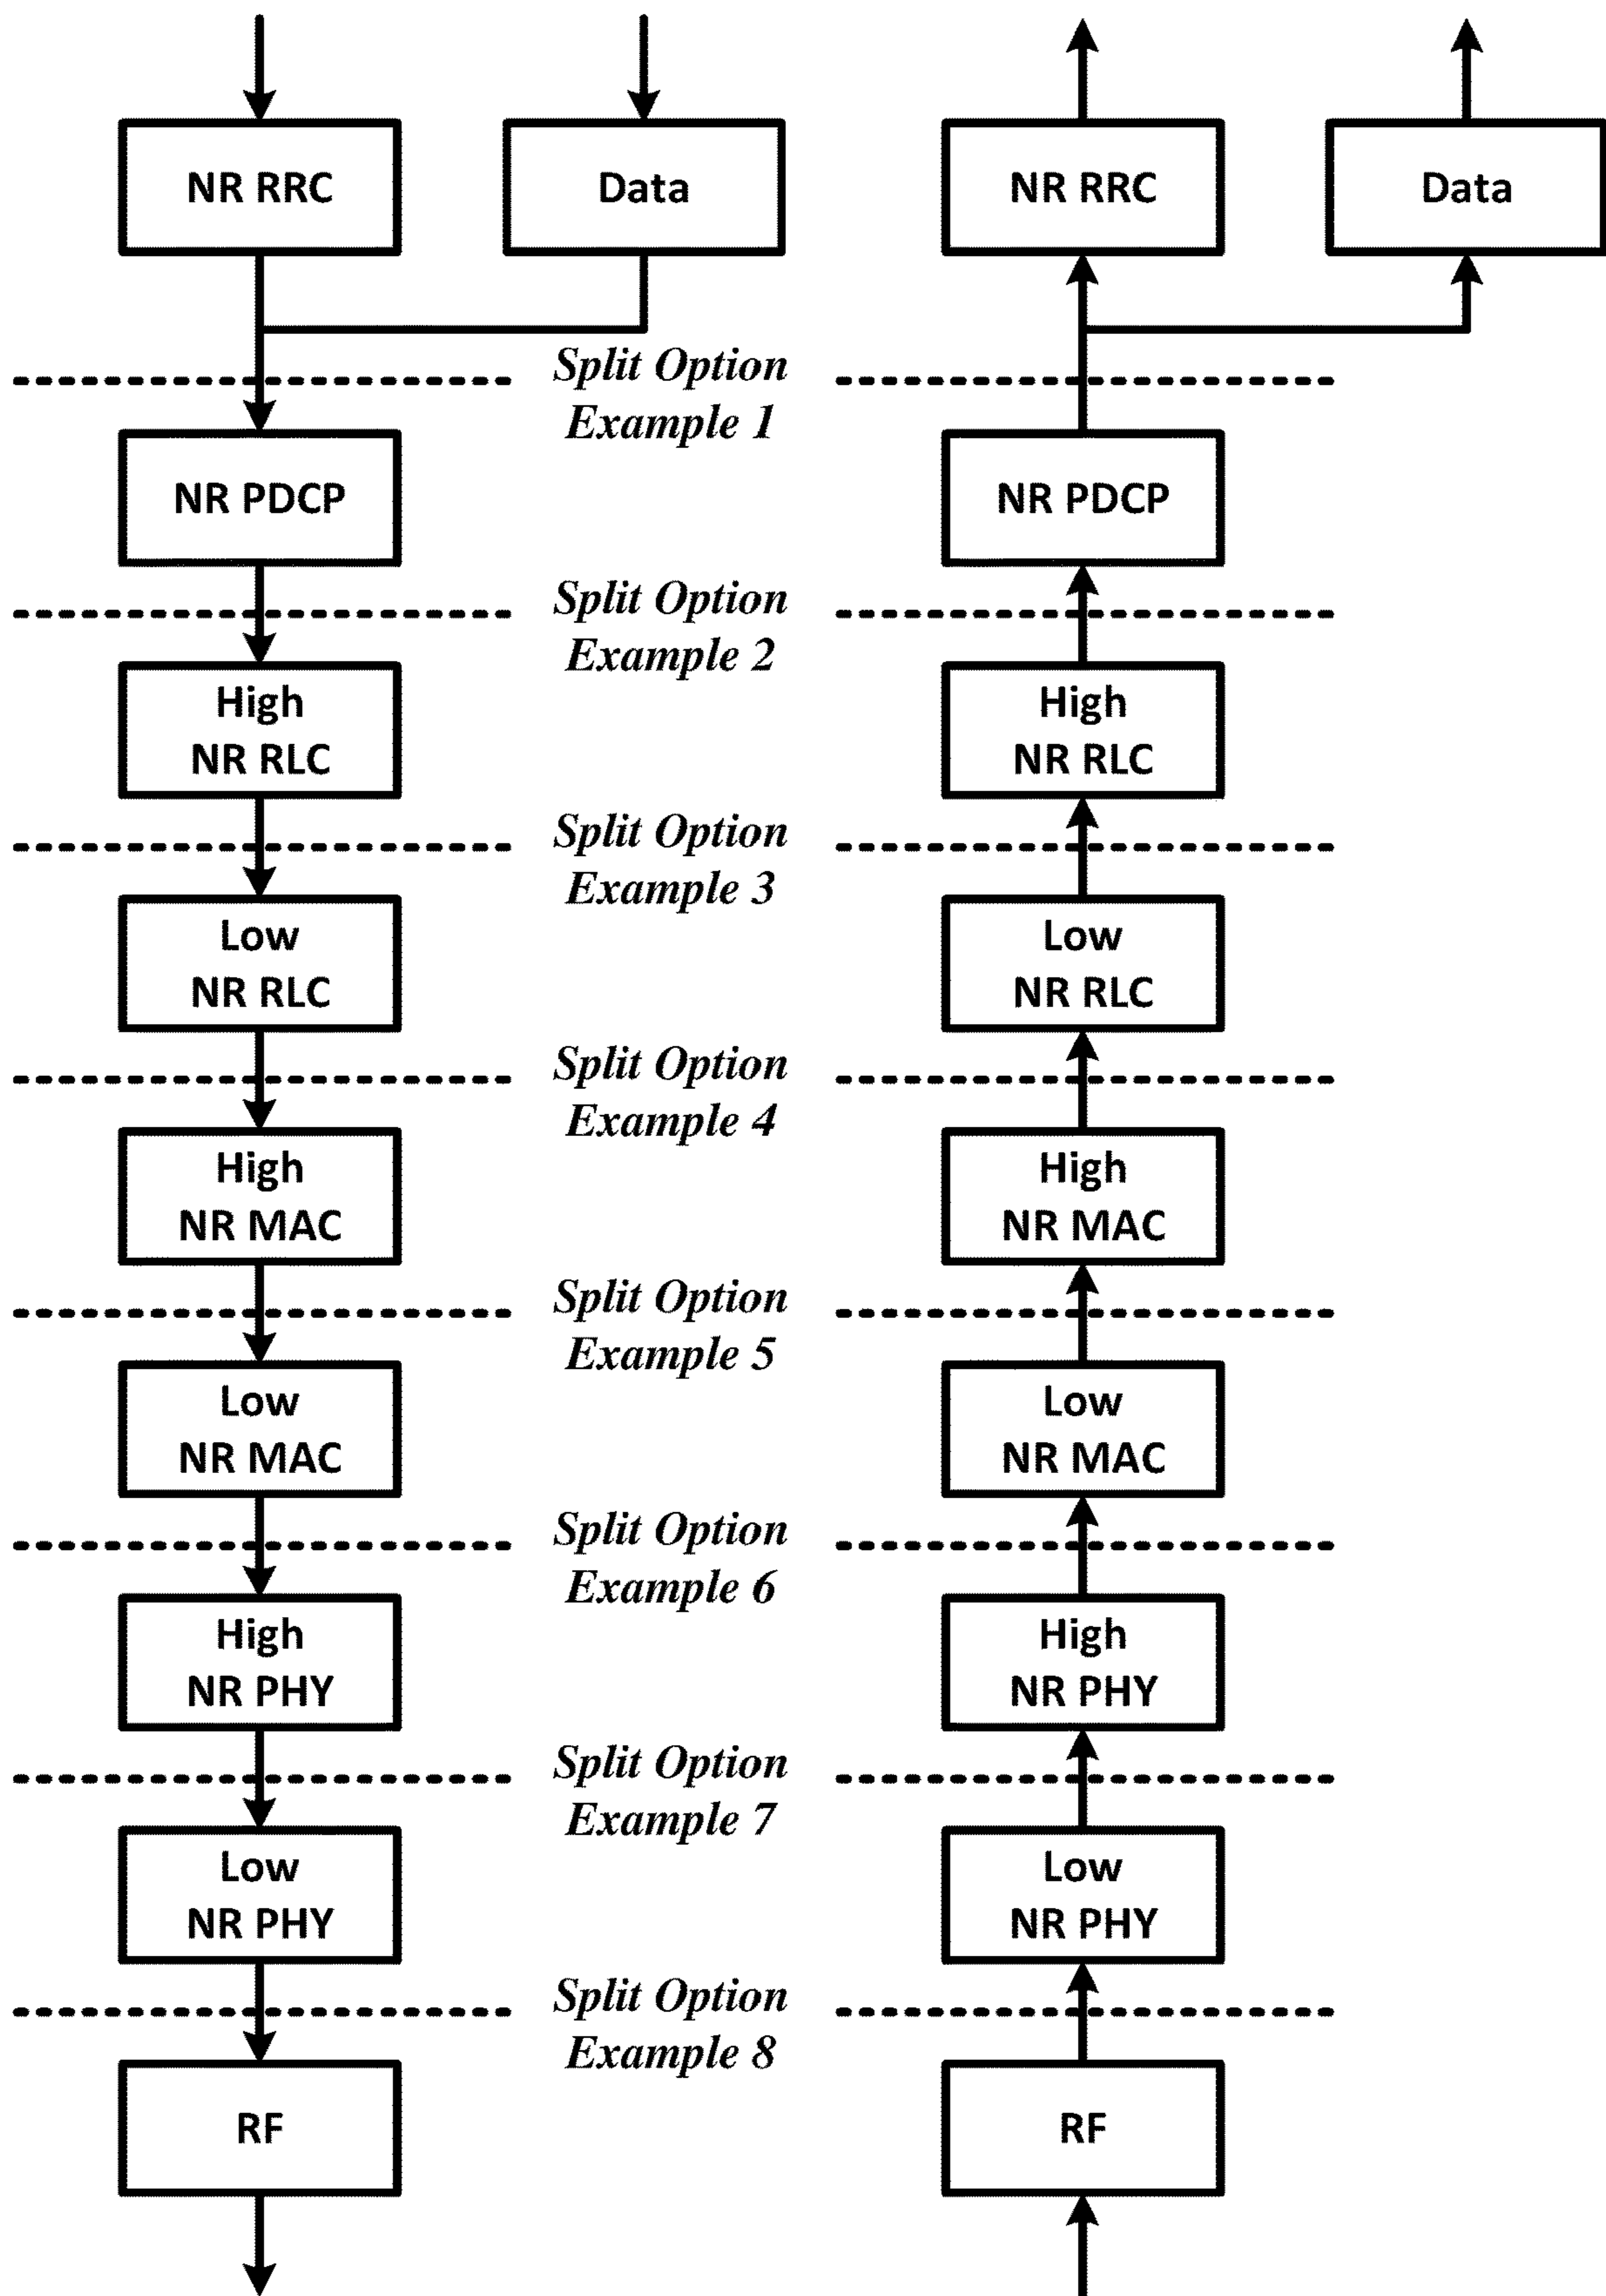 NR RRC
Data
NR RRC
Data
Split Option
Example 1
NR PDCP
NR PDCP
Split Option
Example 2
High
NR RLC
High
NR RLC
Split Option
Example 3
Low
NR RLC
Low
NR RLC
Split Option
Example 4
High
NR MAC
High
NR MAC
Split Option
Example 5
Low
NR MAC
Low
NR MAC
Split Option
Example 6
High
NR PHY
High
NR PHY
Split Option
Example 7
Low
NR PHY
Low
NR PHY
Split Option
Example 8
RF
RF